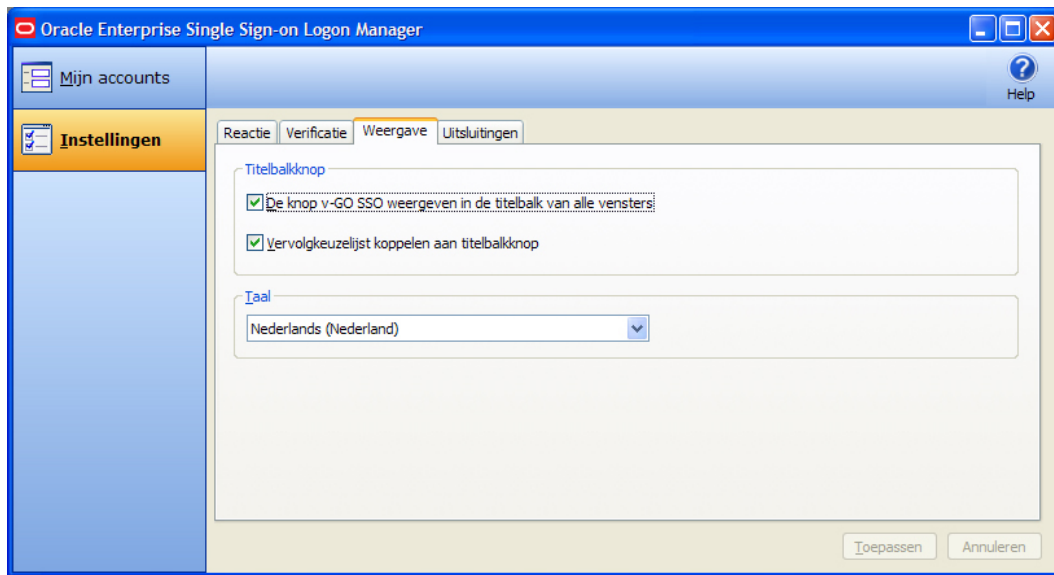 Oracle Enterprise Single Sign-on Logon Manager
Mijn accounts
Help
Instellingen
Reactie Verificatie Weergave Uitsluitingen
Titelbalkknop
De knop v-GO SSO weergeven in de titelbalk van alle vensters
Vervolgkeuzelijst koppelen aan titelbalkknop
Taal
Nederlands (Nederland)
Toepassen Annuleren